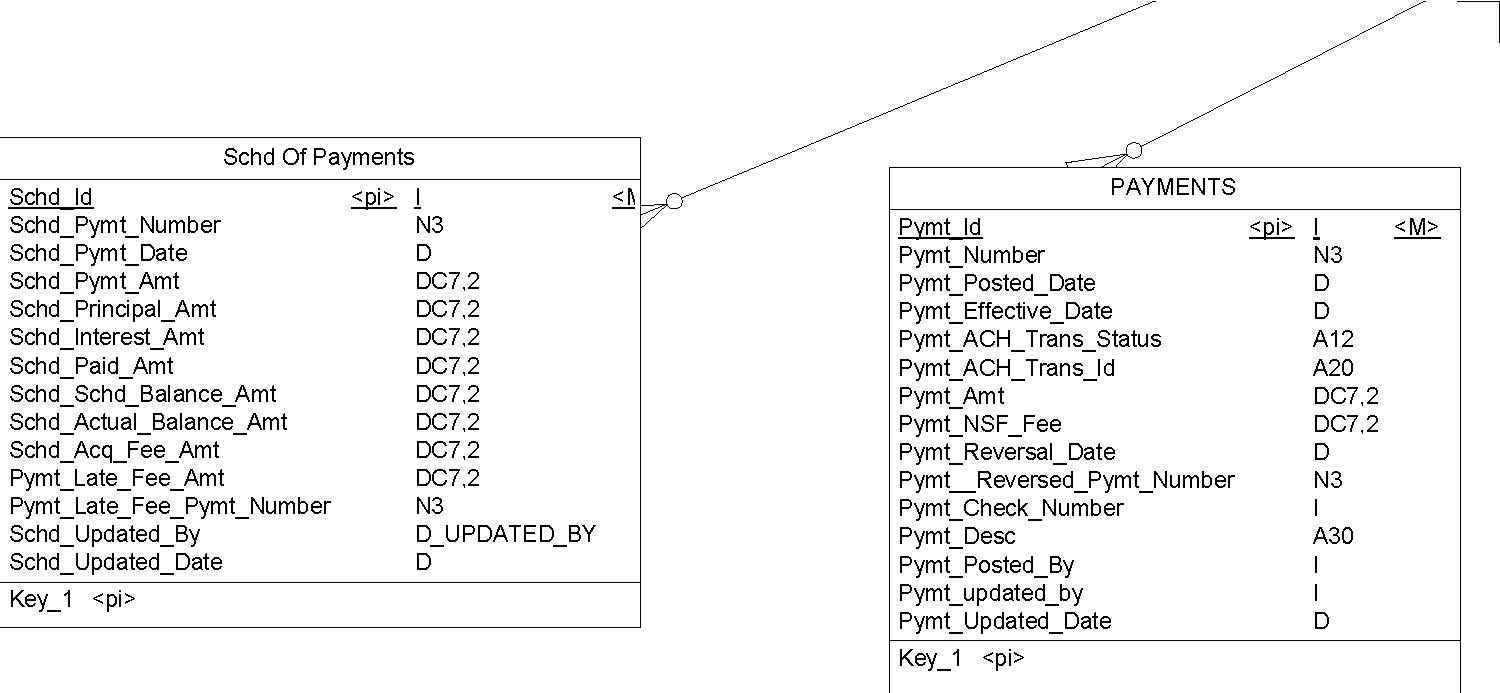 Schd Of Payments
Schd_Id <pi> I
Schd_Pymt_Number N3
Schd_Pymt_Date D
Schd_Pymt_Amt DC7,2
Schd_Principal_Amt DC7,2
Schd_Interest_Amt DC7,2
Schd_Paid_Amt DC7,2
Schd_Schd_Balance_Amt DC7,2
Schd_Actual_Balance_Amt DC7,2
Schd_Acq_Fee_Amt DC7,2
Pymt_Late_Fee_Amt DC7,2
Pymt_Late_Fee_Pymt_Number N3
Schd_Updated_By D_UPDATED_BY
Schd_Updated_Date D
Key_1 <pi>
PAYMENTS
Pymt_Id <pi> I <M>
Pymt_Number N3
Pymt_Posted_Date D
Pymt_Effective_Date D
Pymt_ACH_Trans_Status A12
Pymt_ACH_Trans_Id A20
Pymt_Amt DC7,2
Pymt_NSF_Fee DC7,2
Pymt_Reversal_Date D
Pymt__Reversed_Pymt_Number N3
Pymt_Check_Number I
Pymt_Desc A30
Pymt_Posted_By I
Pymt_updated_by I
Pymt_Updated_Date D
Key_1 <pi>